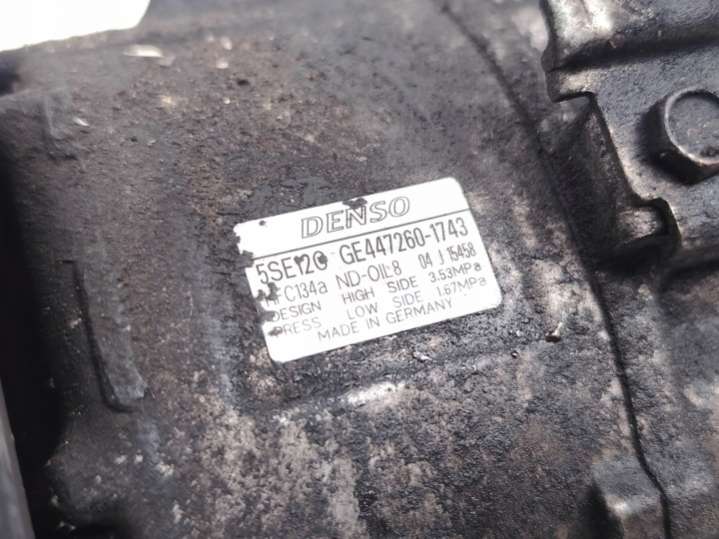 DENSO
5SE12C GE447260-1743
HFC134a ND-OIL8 04 J 15458
DESIGN HIGH SIDE 3.53MPa
PRESS LOW SIDE 1.67MPa
MADE IN GERMANY